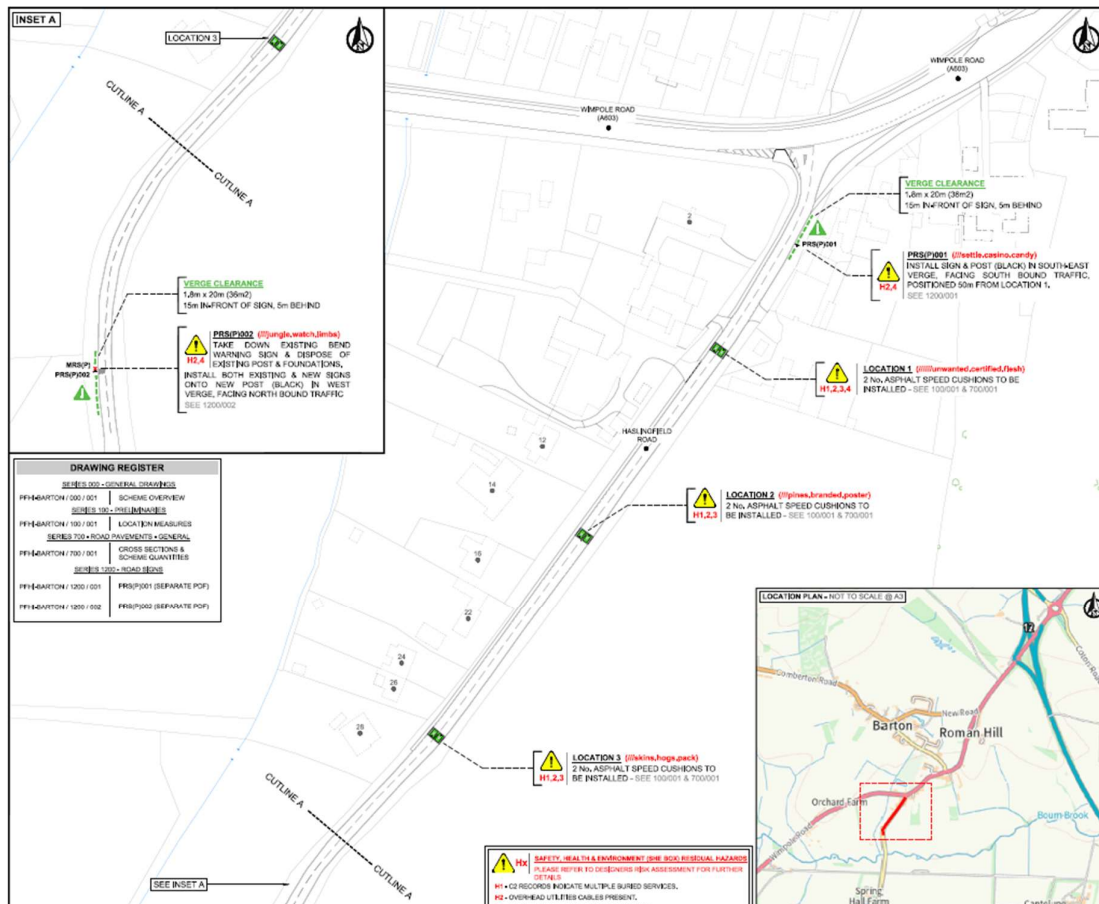 INSET A
LOCATION 3
CUTLINE A
CUTLINE A
VERGE CLEARANCE
1.8m x 20m (36m2)
15m IN-FRONT OF SIGN, 5m BEHIND
MRS(P)
PRS(P)002
H2,4
PRS(P)002 (///jungle.watch.limbs)
TAKE DOWN EXISTING BEND
WARNING SIGN & DISPOSE OF
EXISTING POST & FOUNDATIONS,
INSTALL BOTH EXISTING & NEW SIGNS
ONTO NEW POST (BLACK) IN WEST
VERGE, FACING NORTH BOUND TRAFFIC
SEE 1200/002
WIMPOLE ROAD
(A603)
WIMPOLE ROAD
(A603)
VERGE CLEARANCE
1.8m x 20m (36m2)
15m IN-FRONT OF SIGN, 5m BEHIND
PRS(P)001
H2,4
PRS(P)001 (///settle.casino.candy)
INSTALL SIGN & POST (BLACK) IN SOUTH-EAST
VERGE, FACING SOUTH BOUND TRAFFIC,
POSITIONED 50m FROM LOCATION 1.
SEE 1200/001
2
H1,2,3,4
LOCATION 1 (//////unwanted.certified.flesh)
2 No. ASPHALT SPEED CUSHIONS TO BE
INSTALLED - SEE 100/001 & 700/001
HASLINGFIELD
ROAD
12
14
16
22
24
26
28
H1,2,3
LOCATION 2 (///pines.branded.poster)
2 No. ASPHALT SPEED CUSHIONS TO
BE INSTALLED - SEE 100/001 & 700/001
H1,2,3
LOCATION 3 (///skins.hogs.pack)
2 No. ASPHALT SPEED CUSHIONS TO
BE INSTALLED - SEE 100/001 & 700/001
CUTLINE A
CUTLINE A
SEE INSET A
DRAWING REGISTER
SERIES 000 - GENERAL DRAWINGS
PFHI-BARTON / 000 / 001 SCHEME OVERVIEW
SERIES 100 - PRELIMINARIES
PFHI-BARTON / 100 / 001 LOCATION MEASURES
SERIES 700 - ROAD PAVEMENTS - GENERAL
PFHI-BARTON / 700 / 001 CROSS SECTIONS &
SCHEME QUANTITIES
SERIES 1200 - ROAD SIGNS
PFHI-BARTON / 1200 / 001 PRS(P)001 (SEPARATE PDF)
PFHI-BARTON / 1200 / 002 PRS(P)002 (SEPARATE PDF)
Hx SAFETY, HEALTH & ENVIRONMENT (SHE BOX) RESIDUAL HAZARDS
PLEASE REFER TO DESIGNERS RISK ASSESSMENT FOR FURTHER
DETAILS
H1 - C2 RECORDS INDICATE MULTIPLE BURIED SERVICES.
H2 - OVERHEAD UTILITIES CABLES PRESENT.
LOCATION PLAN - NOT TO SCALE @ A3
12
Comberton Road
New Road
Barton
Roman Hill
Orchard Farm
Wimpole Road
Bourn Brook
Spring
Hall Farm